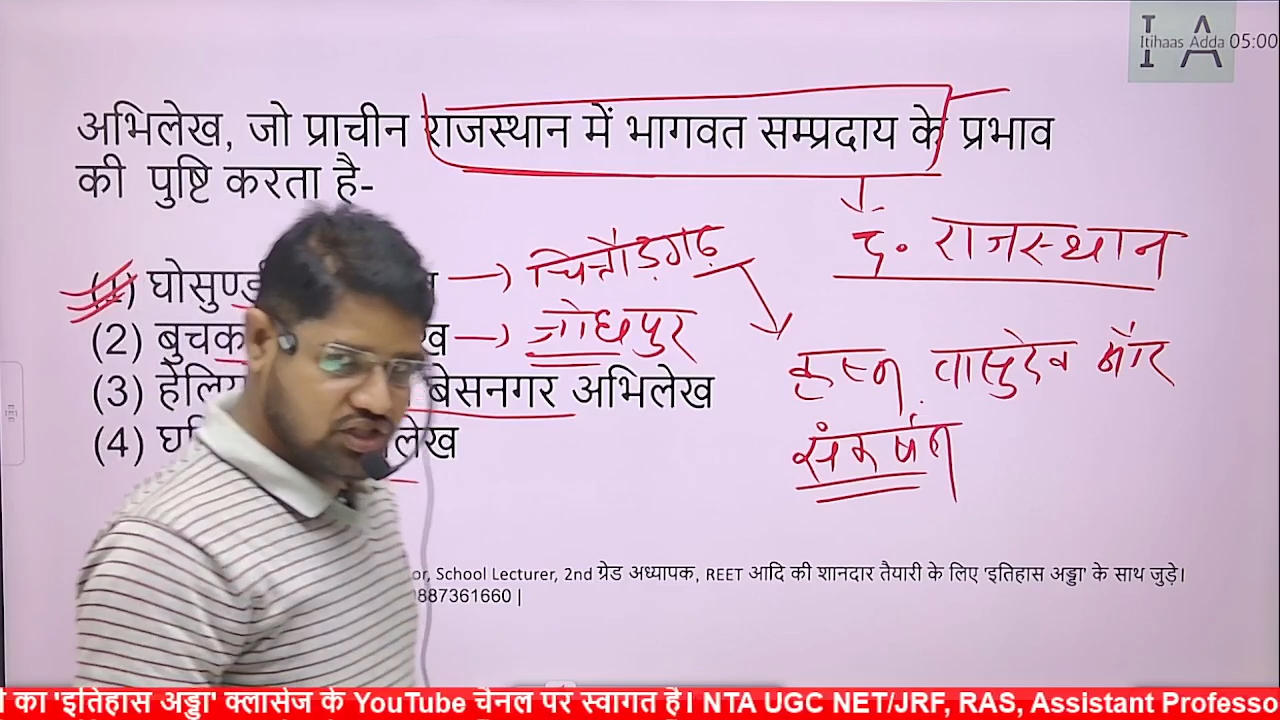 I A
Itihaas Adda 05:00
अभिलेख, जो प्राचीन राजस्थान में भागवत सम्प्रदाय के प्रभाव
की पुष्टि करता है-
द. राजस्थान
(1) घोसुण्डी → चित्तौड़गढ़
(2) बुचक → जोधपुर
कृष्ण वासुदेव और
(3) बेसनगर अभिलेख
संकर्षण
(4)
School Lecturer, 2nd ग्रेड अध्यापक, REET आदि की शानदार तैयारी के लिए 'इतिहास अड्डा' के साथ जुड़े।
9887361660 |
का 'इतिहास अड्डा' क्लासेज के YouTube चैनल पर स्वागत है। NTA UGC NET/JRF, RAS, Assistant Professo